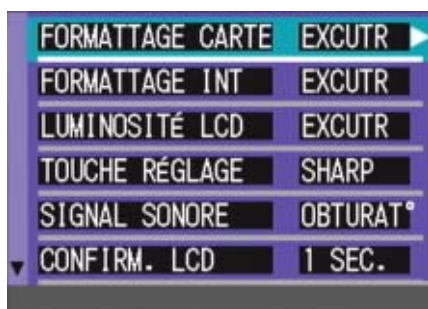 FORMATTAGE CARTE EXCUTR
FORMATTAGE INT EXCUTR
LUMINOSITÉ LCD EXCUTR
TOUCHE RÉGLAGE SHARP
SIGNAL SONORE OBTURAT°
CONFIRM. LCD 1 SEC.